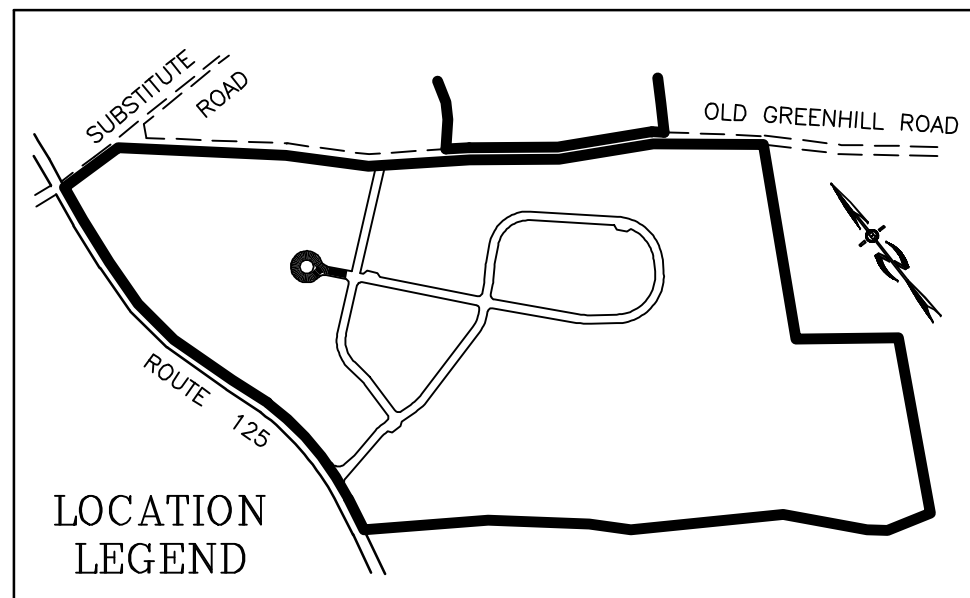 SUBSTITUTE
ROAD
OLD GREENHILL ROAD
N
ROUTE 125
LOCATION
LEGEND